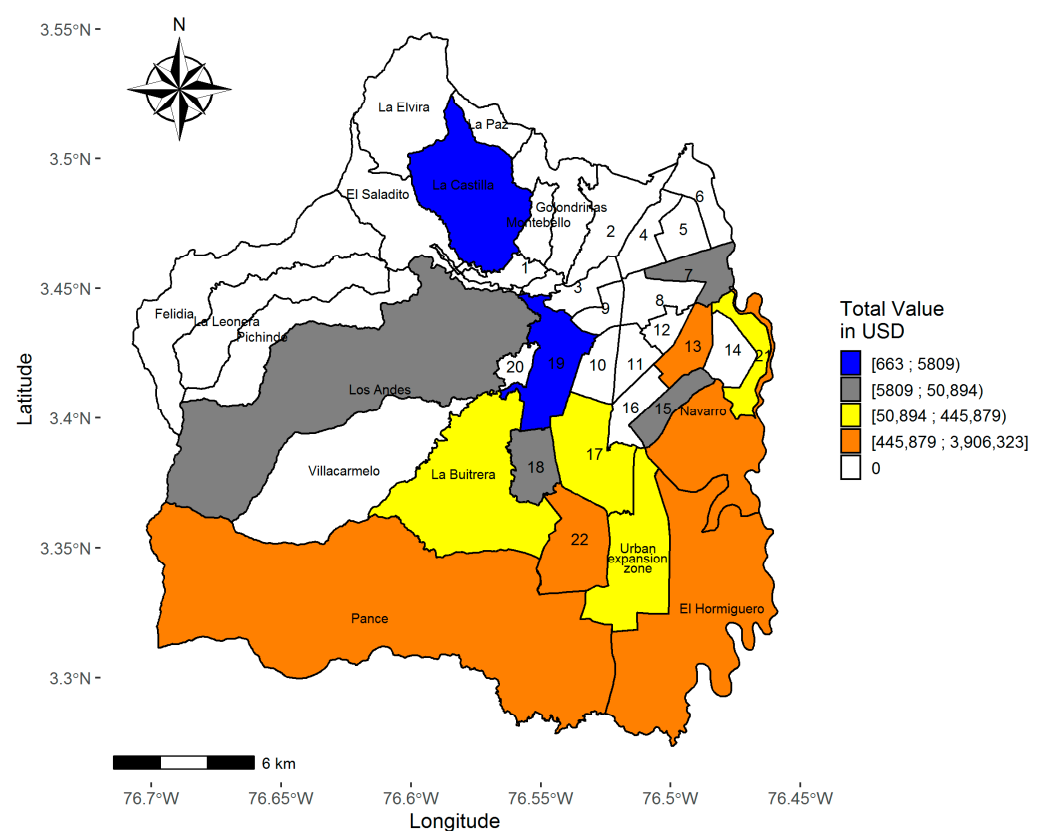 3.55°N
N
La Elvira
La Paz
3.5°N
La Castilla
El Saladito
6
Golondrinas
Montebello
2
4
5
1
7
3.45°N
3
8
9
Felidia
La Leonera
Pichinde
12
13
14
21
20
19
10
11
Los Andes
16
15
Navarro
3.4°N
17
18
Villacarmelo
La Buitrera
22
Urban
expansion
zone
3.35°N
El Hormiguero
Pance
3.3°N
6 km
76.7°W
76.65°W
76.6°W
76.55°W
76.5°W
76.45°W
Longitude
Latitude
Total Value
in USD
[663 ; 5809)
[5809 ; 50,894)
[50,894 ; 445,879)
[445,879 ; 3,906,323]
0